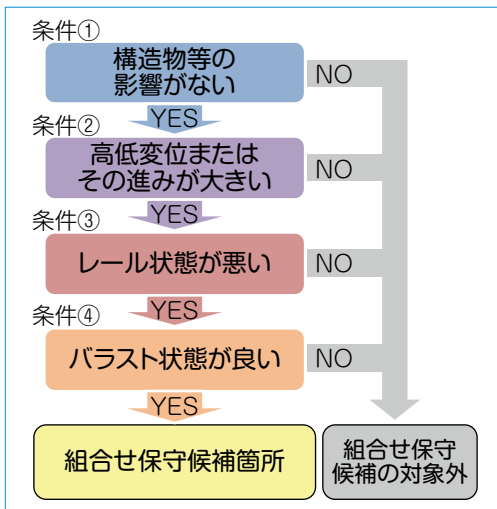 条件①
構造物等の
影響がない
NO
YES
条件②
高低変位または
その進みが大きい
NO
YES
条件③
レール状態が悪い
NO
YES
条件④
バラスト状態が良い
NO
YES
組合せ保守候補箇所
組合せ保守
候補の対象外